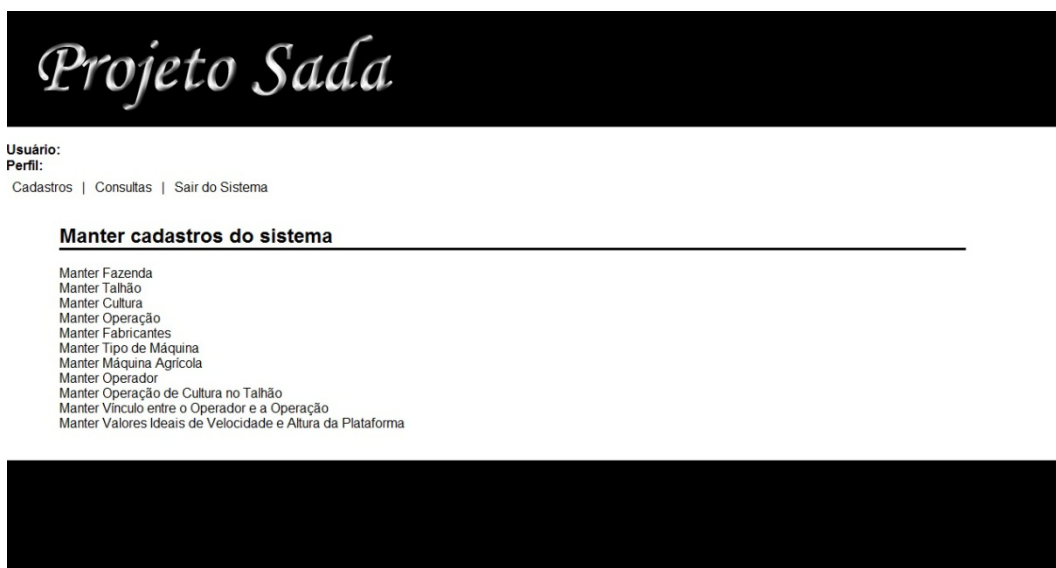 Projeto Sada
Usuário:
Perfil:
Cadastros | Consultas | Sair do Sistema
Manter cadastros do sistema
Manter Fazenda
Manter Talhão
Manter Cultura
Manter Operação
Manter Fabricantes
Manter Tipo de Máquina
Manter Máquina Agrícola
Manter Operador
Manter Operação de Cultura no Talhão
Manter Vínculo entre o Operador e a Operação
Manter Valores Ideais de Velocidade e Altura da Plataforma